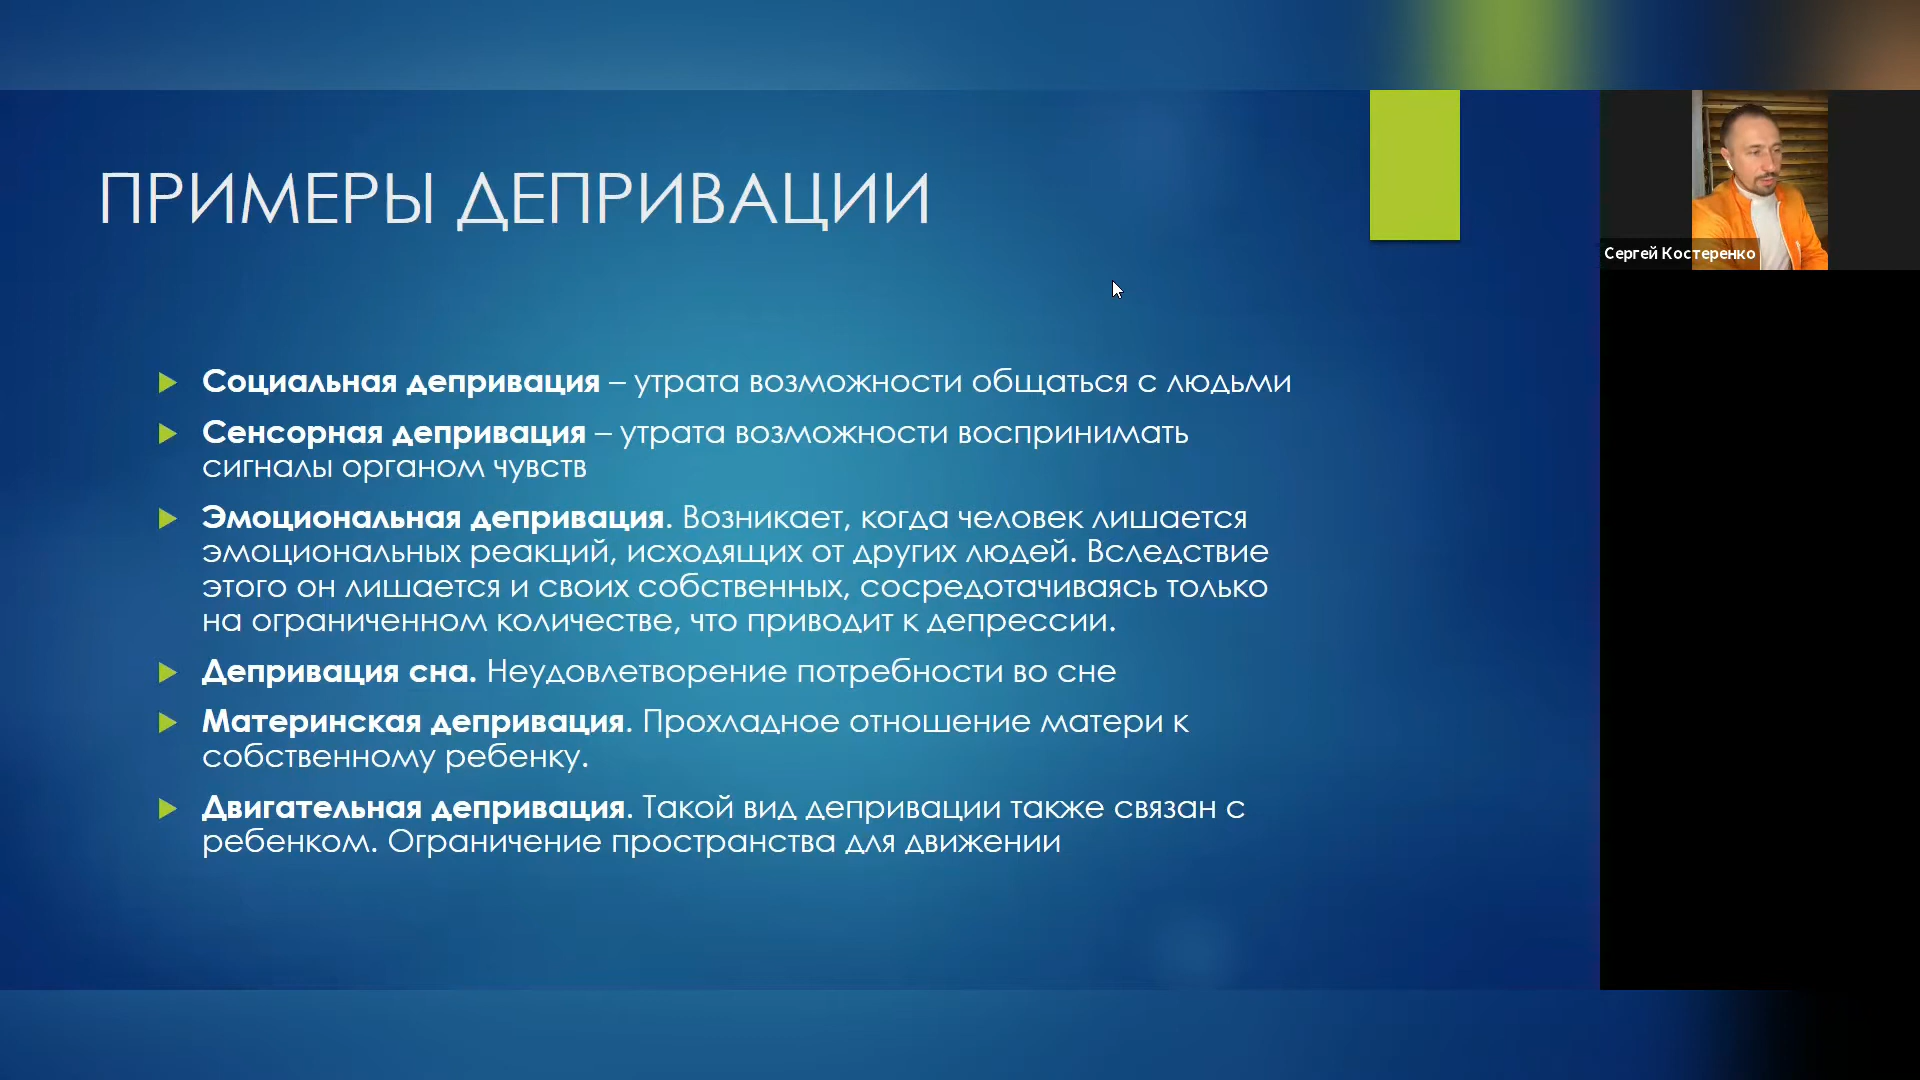 ПРИМЕРЫ ДЕПРИВАЦИИ
Социальная депривация – утрата возможности общаться с людьми
Сенсорная депривация – утрата возможности воспринимать
сигналы органом чувств
Эмоциональная депривация. Возникает, когда человек лишается
эмоциональных реакций, исходящих от других людей. Вследствие
этого он лишается и своих собственных, сосредотачиваясь только
на ограниченном количестве, что приводит к депрессии.
Депривация сна. Неудовлетворение потребности во сне
Материнская депривация. Прохладное отношение матери к
собственному ребенку.
Двигательная депривация. Такой вид депривации также связан с
ребенком. Ограничение пространства для движении
Сергей Костеренко